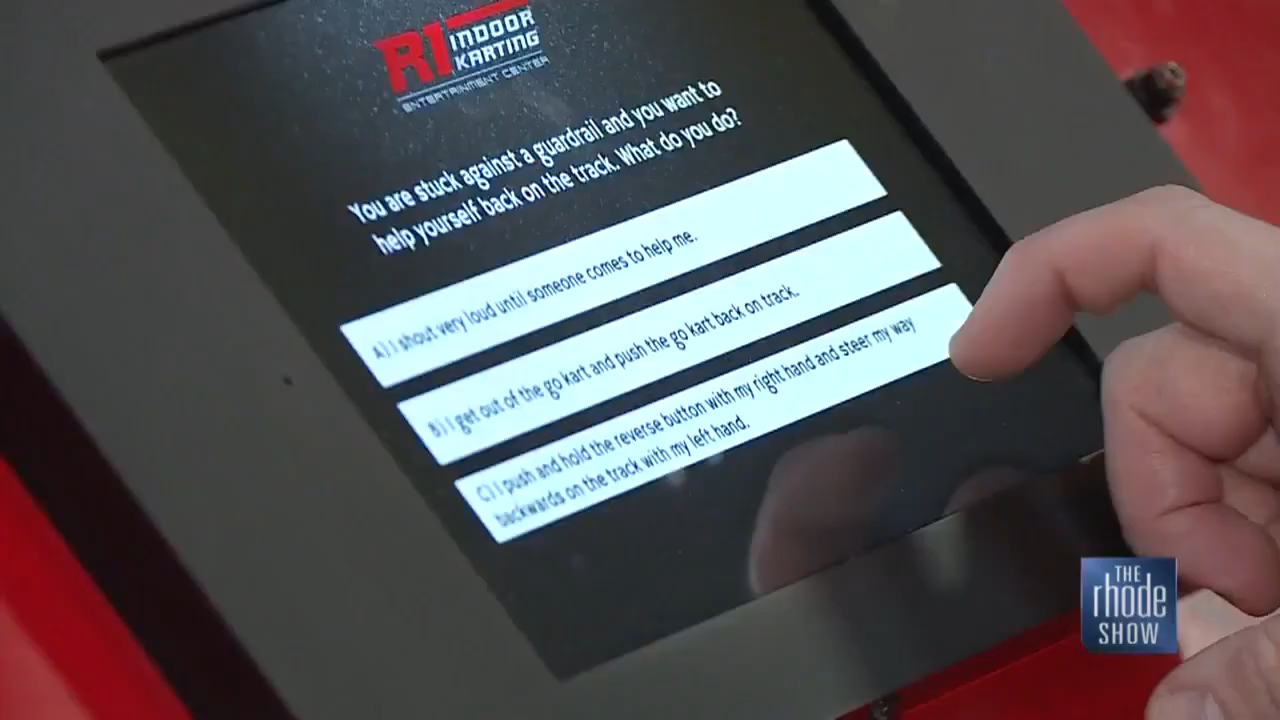 R1 INDOOR
KARTING
ENTERTAINMENT CENTER
You are stuck against a guardrail and you want to
help yourself back on the track. What do you do?
A) I shout very loud until someone comes to help me.
B) I get out of the go kart and push the go kart back on track.
C) I push and hold the reverse button with my right hand and steer my way
backwards on the track with my left hand.
THE
rhode
SHOW